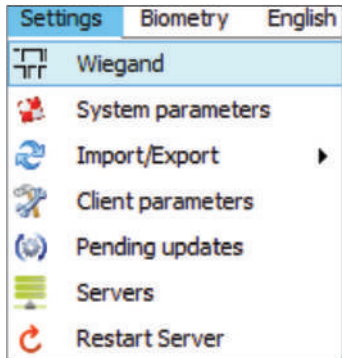 Settings Biometry English
Wiegand
System parameters
Import/Export
Client parameters
Pending updates
Servers
Restart Server